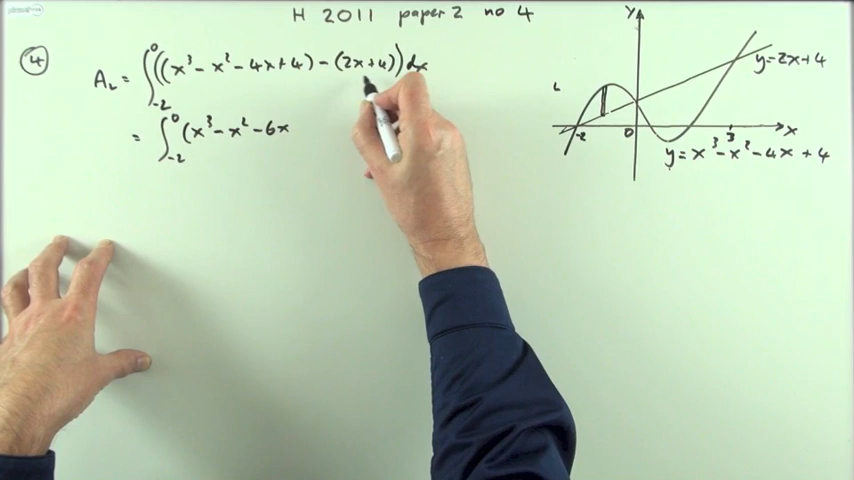 H 2011 paper 2 no 4
4
A₂ = ∫₋₂⁰ ((x³ - x² - 4x + 4) - (2x + 4)) dx
= ∫₋₂⁰ (x³ - x² - 6x
y
y = 2x + 4
L
-2
0
3
x
y = x³ - x² - 4x + 4